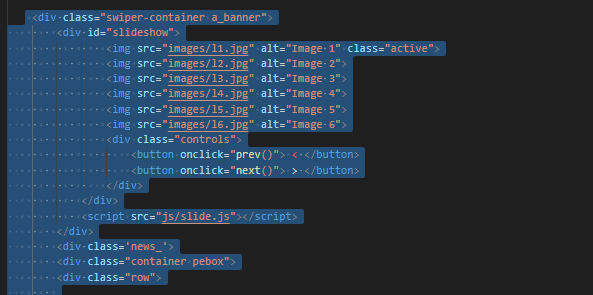 <div class="swiper-container a_banner">
<div id="slideshow">
<img src="images/l1.jpg" alt="Image 1" class="active">
<img src="images/l2.jpg" alt="Image 2">
<img src="images/l3.jpg" alt="Image 3">
<img src="images/l4.jpg" alt="Image 4">
<img src="images/l5.jpg" alt="Image 5">
<img src="images/l6.jpg" alt="Image 6">
<div class="controls">
<button onclick="prev()"> < </button>
<button onclick="next()"> > </button>
</div>
</div>
<script src="js/slide.js"></script>
</div>
<div class='news_'>
<div class="container pebox">
<div class="row">